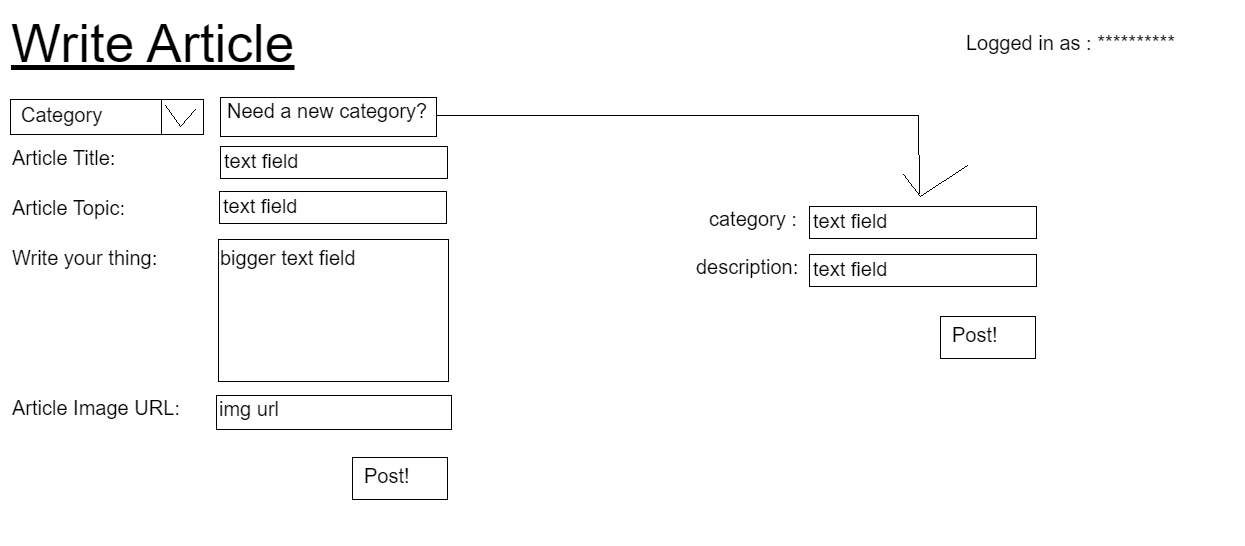 Write Article
Logged in as : **********
Category
Need a new category?
Article Title:
text field
Article Topic:
text field
Write your thing:
bigger text field
Article Image URL:
img url
Post!
category :
text field
description:
text field
Post!